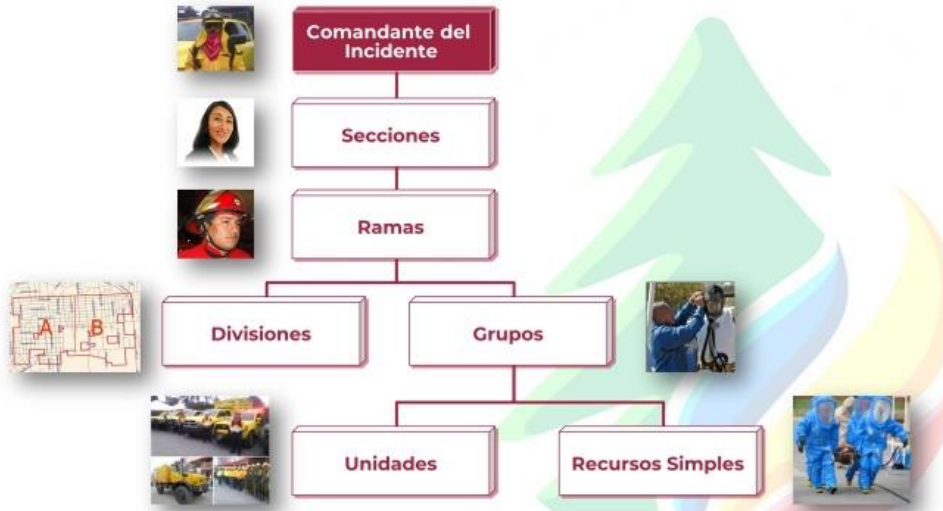 Comandante del
Incidente
Secciones
Ramas
A B
Divisiones
Grupos
Unidades
Recursos Simples